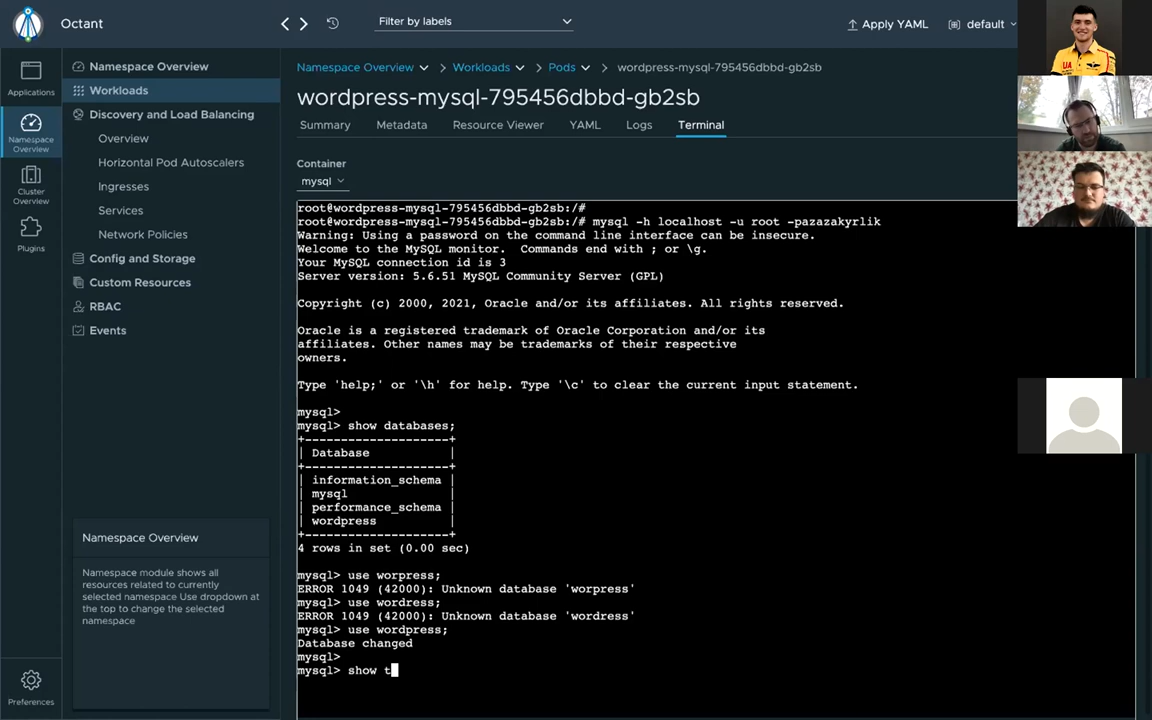 Octant
Filter by labels
Apply YAML
default
Applications
Namespace Overview
Cluster Overview
Plugins
Preferences
Namespace Overview
Workloads
Discovery and Load Balancing
Overview
Horizontal Pod Autoscalers
Ingresses
Services
Network Policies
Config and Storage
Custom Resources
RBAC
Events
Namespace Overview
Namespace module shows all
resources related to currently
selected namespace Use dropdown at
the top to change the selected
namespace
Namespace Overview
Workloads
Pods
wordpress-mysql-795456dbbd-gb2sb
wordpress-mysql-795456dbbd-gb2sb
Summary
Metadata
Resource Viewer
YAML
Logs
Terminal
Container
mysql
root@wordpress-mysql-795456dbbd-gb2sb:/#
root@wordpress-mysql-795456dbbd-gb2sb:/# mysql -h localhost -u root -pazazakyrlik
Warning: Using a password on the command line interface can be insecure.
Welcome to the MySQL monitor.  Commands end with ; or \g.
Your MySQL connection id is 3
Server version: 5.6.51 MySQL Community Server (GPL)
Copyright (c) 2000, 2021, Oracle and/or its affiliates. All rights reserved.
Oracle is a registered trademark of Oracle Corporation and/or its
affiliates. Other names may be trademarks of their respective
owners.
Type 'help;' or '\h' for help. Type '\c' to clear the current input statement.
mysql>
mysql> show databases;
+--------------------+
| Database           |
+--------------------+
| information_schema |
| mysql              |
| performance_schema |
| wordpress          |
+--------------------+
4 rows in set (0.00 sec)
mysql> use worpress;
ERROR 1049 (42000): Unknown database 'worpress'
mysql> use wordress;
ERROR 1049 (42000): Unknown database 'wordress'
mysql> use wordpress;
Database changed
mysql>
mysql> show t
UA